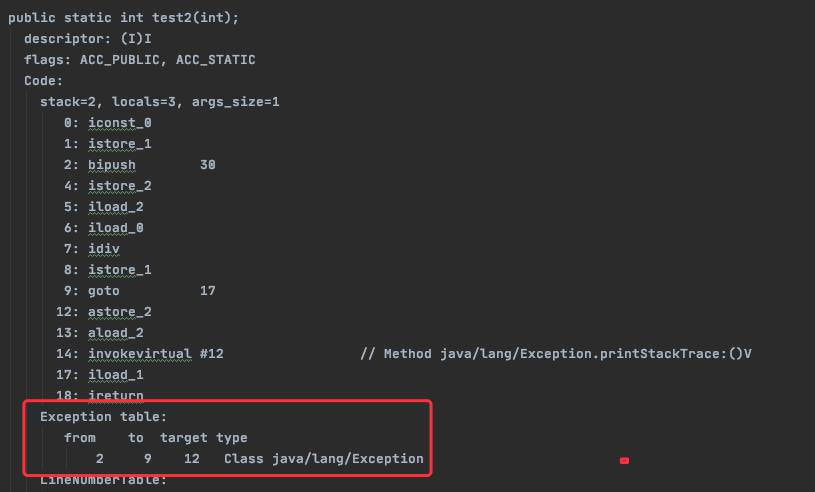 public static int test2(int);
descriptor: (I)I
flags: ACC_PUBLIC, ACC_STATIC
Code:
stack=2, locals=3, args_size=1
0: iconst_0
1: istore_1
2: bipush 30
4: istore_2
5: iload_2
6: iload_0
7: idiv
8: istore_1
9: goto 17
12: astore_2
13: aload_2
14: invokevirtual #12 // Method java/lang/Exception.printStackTrace:()V
17: iload_1
18: ireturn
Exception table:
from to target type
2 9 12 Class java/lang/Exception
LineNumberTable: